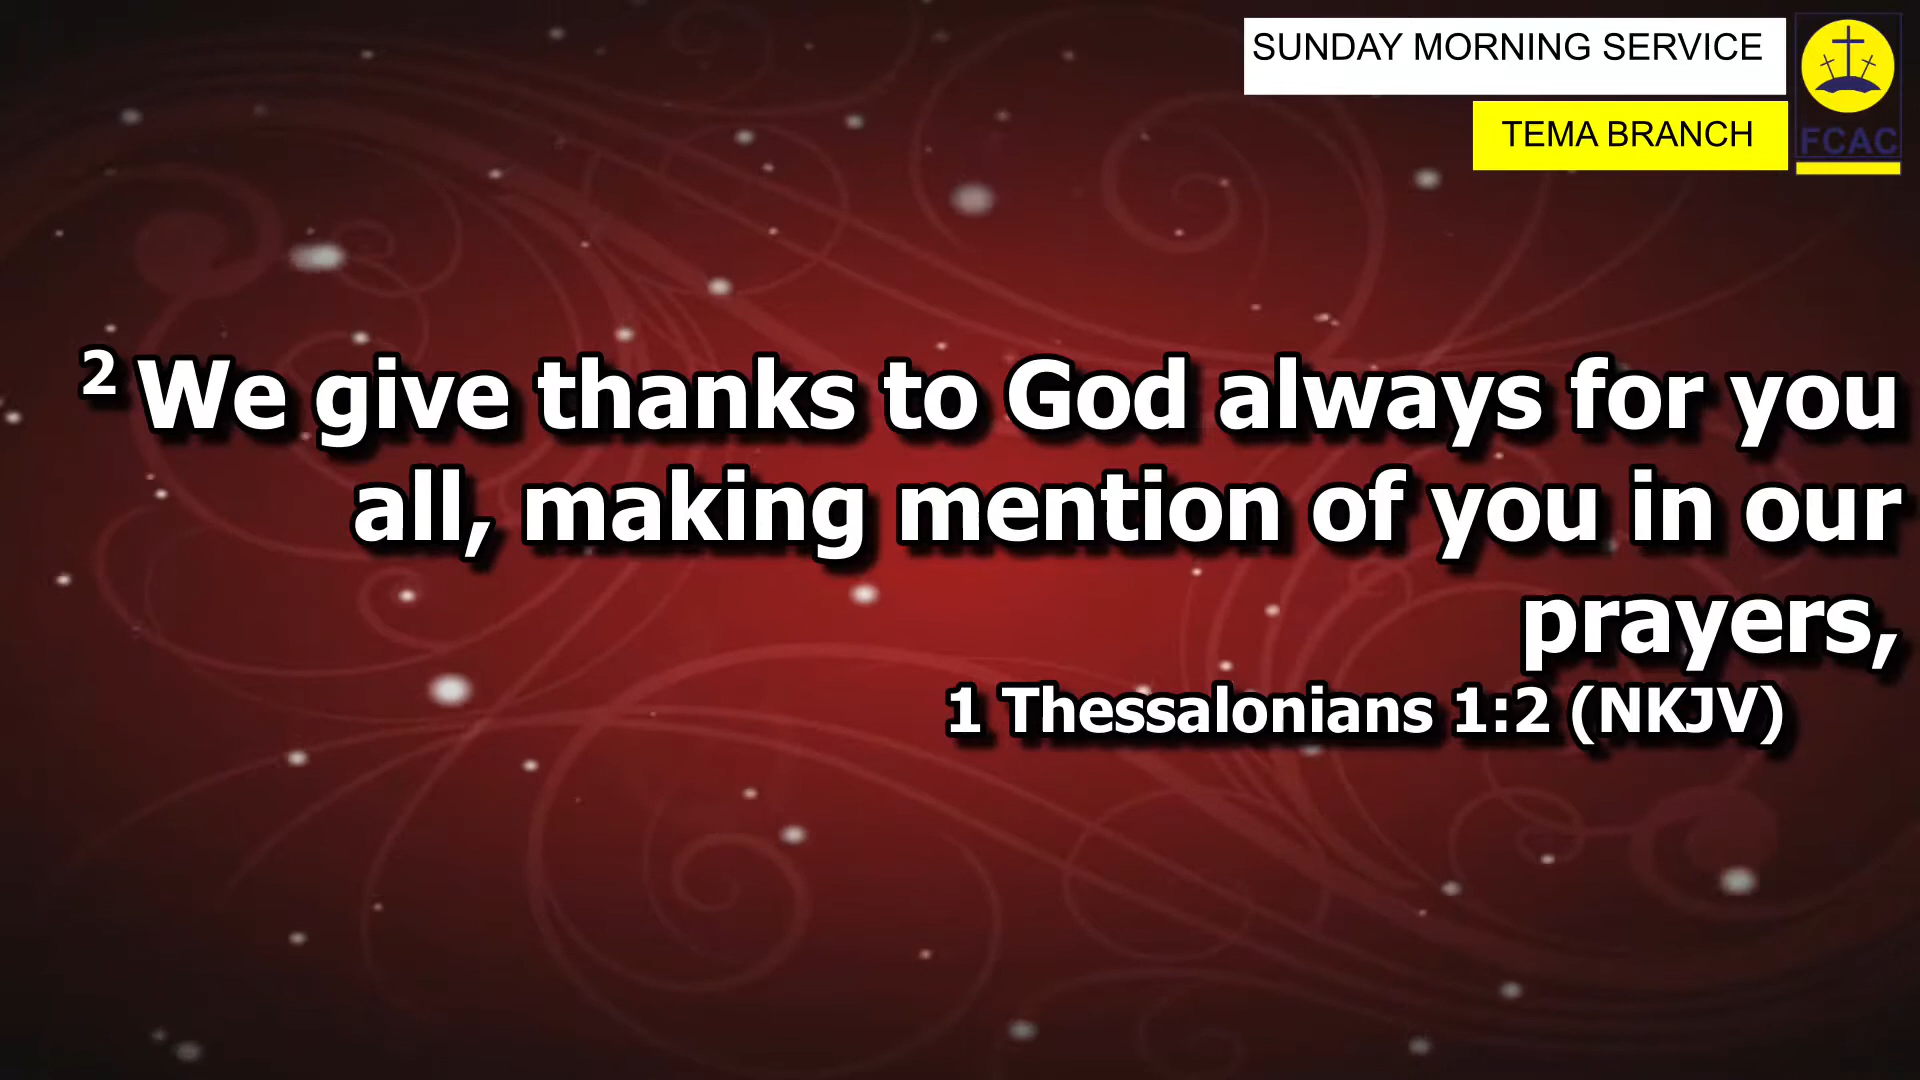 SUNDAY MORNING SERVICE
TEMA BRANCH
FCAC
2 We give thanks to God always for you
all, making mention of you in our
prayers,
1 Thessalonians 1:2 (NKJV)